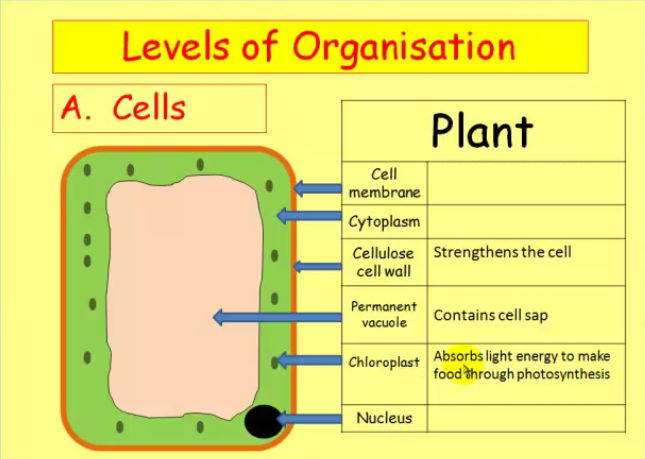 Levels of Organisation
A. Cells
Plant
Cell
membrane
Cytoplasm
Cellulose
cell wall
Strengthens the cell
Permanent
vacuole
Contains cell sap
Chloroplast
Absorbs light energy to make
food through photosynthesis
Nucleus